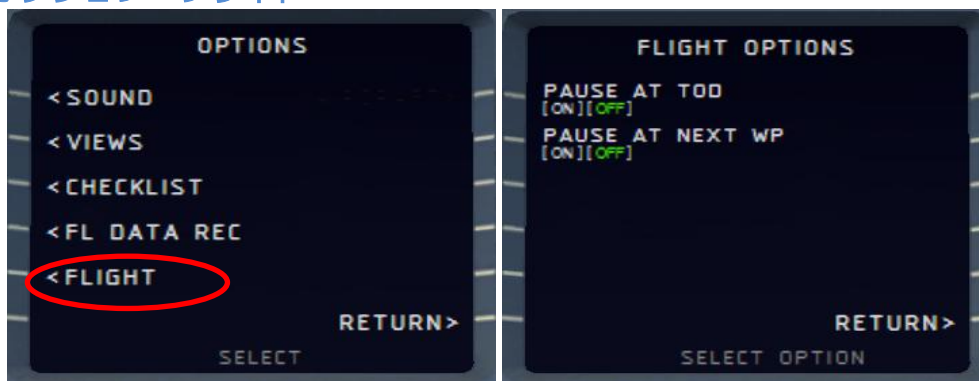 OPTIONS
<SOUND
<VIEWS
<CHECKLIST
<FL DATA REC
<FLIGHT
RETURN>
SELECT
FLIGHT OPTIONS
PAUSE AT TOD
[ON][OFF]
PAUSE AT NEXT WP
[ON][OFF]
RETURN>
SELECT OPTION